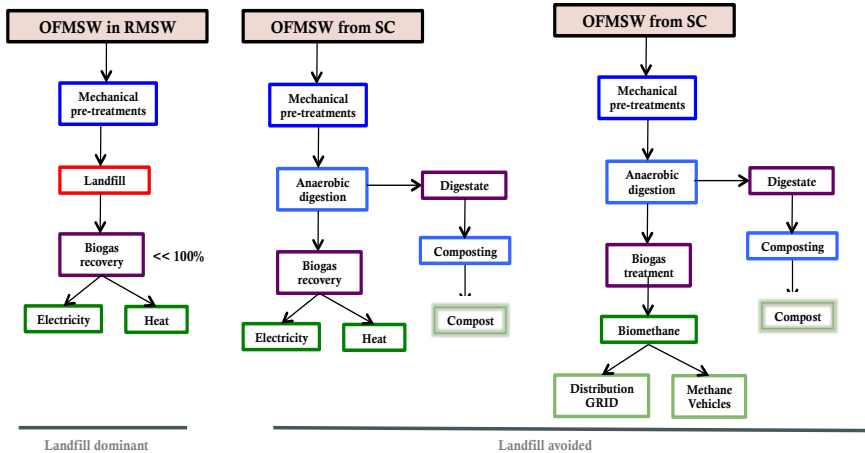 OFMSW in RMSW
Mechanical
pre-treatments
Landfill
Biogas
recovery
<< 100%
Electricity
Heat
Landfill dominant
OFMSW from SC
Mechanical
pre-treatments
Anaerobic
digestion
Digestate
Composting
Biogas
recovery
Compost
Electricity
Heat
OFMSW from SC
Mechanical
pre-treatments
Anaerobic
digestion
Digestate
Composting
Biogas
treatment
Compost
Biomethane
Distribution
GRID
Methane
Vehicles
Landfill avoided